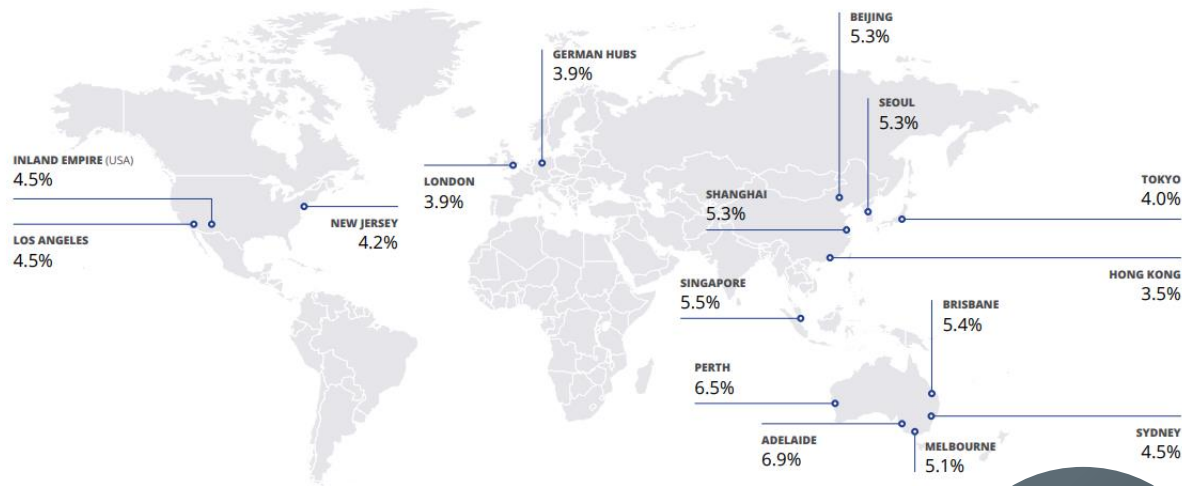 BEIJING
5.3%
GERMAN HUBS
3.9%
SEOUL
5.3%
INLAND EMPIRE (USA)
4.5%
LONDON
3.9%
SHANGHAI
5.3%
TOKYO
4.0%
NEW JERSEY
4.2%
LOS ANGELES
4.5%
SINGAPORE
5.5%
HONG KONG
3.5%
BRISBANE
5.4%
PERTH
6.5%
ADELAIDE
6.9%
MELBOURNE
5.1%
SYDNEY
4.5%